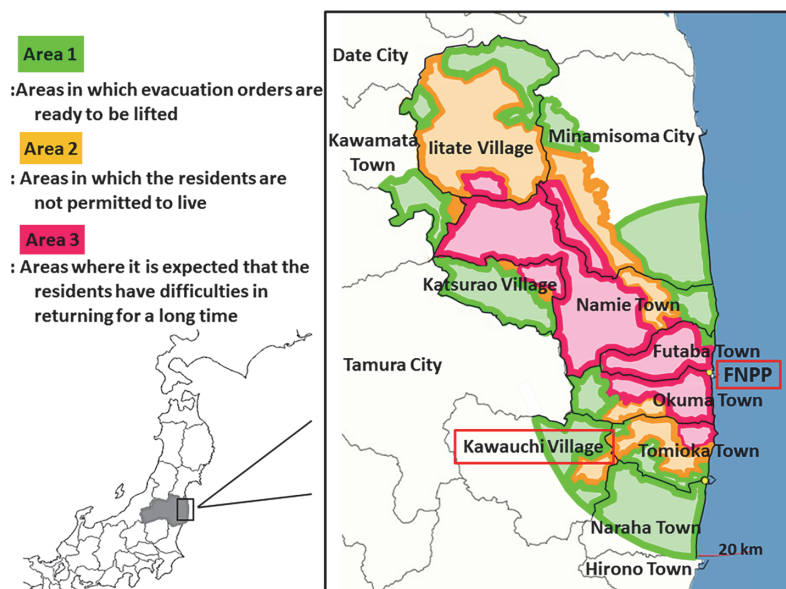 Area 1
:Areas in which evacuation orders are
ready to be lifted
Area 2
: Areas in which the residents are
not permitted to live
Area 3
: Areas where it is expected that the
residents have difficulties in
returning for a long time
Date City
Kawamata
Town
Iitate Village
Minamisoma City
Katsurao Village
Namie Town
Tamura City
Futaba Town
FNPP
Okuma Town
Kawauchi Village
Tomioka Town
Naraha Town
20 km
Hirono Town